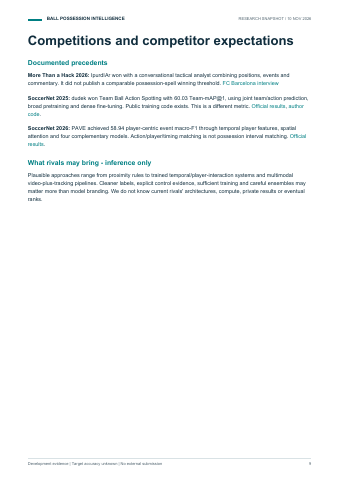 BALL POSSESSION INTELLIGENCE
RESEARCH SNAPSHOT / 10 NOV 2026
Competitions and competitor expectations
Documented precedents
More Than a Hack 2026: Ipurd/Ar won with a conversational tactical analyst combining positions, events and
commentary. It did not publish a comparable possession-spell winning threshold. FC Barcelona interview
SoccerNet 2025: dudek won Team Ball Action Spotting with 60.03 Team-mAP@1, using joint team/action prediction,
broad pretraining and dense fine-tuning. Public training code exists. This is a different metric. Official results, author
code.
SoccerNet 2026: PAVE achieved 58.94 player-centric event macro-F1 through temporal player features, spatial
attention and four complementary models. Action/player/timing matching is not possession interval matching. Official
results.
What rivals may bring - inference only
Plausible approaches range from proximity rules to trained temporal/player-interaction systems and multimodal
video-plus-tracking pipelines. Cleaner labels, explicit control evidence, sufficient training and careful ensembles may
matter more than model branding. We do not know current rivals' architectures, compute, private results or eventual
ranks.
Development evidence | Target accuracy unknown | No external submission